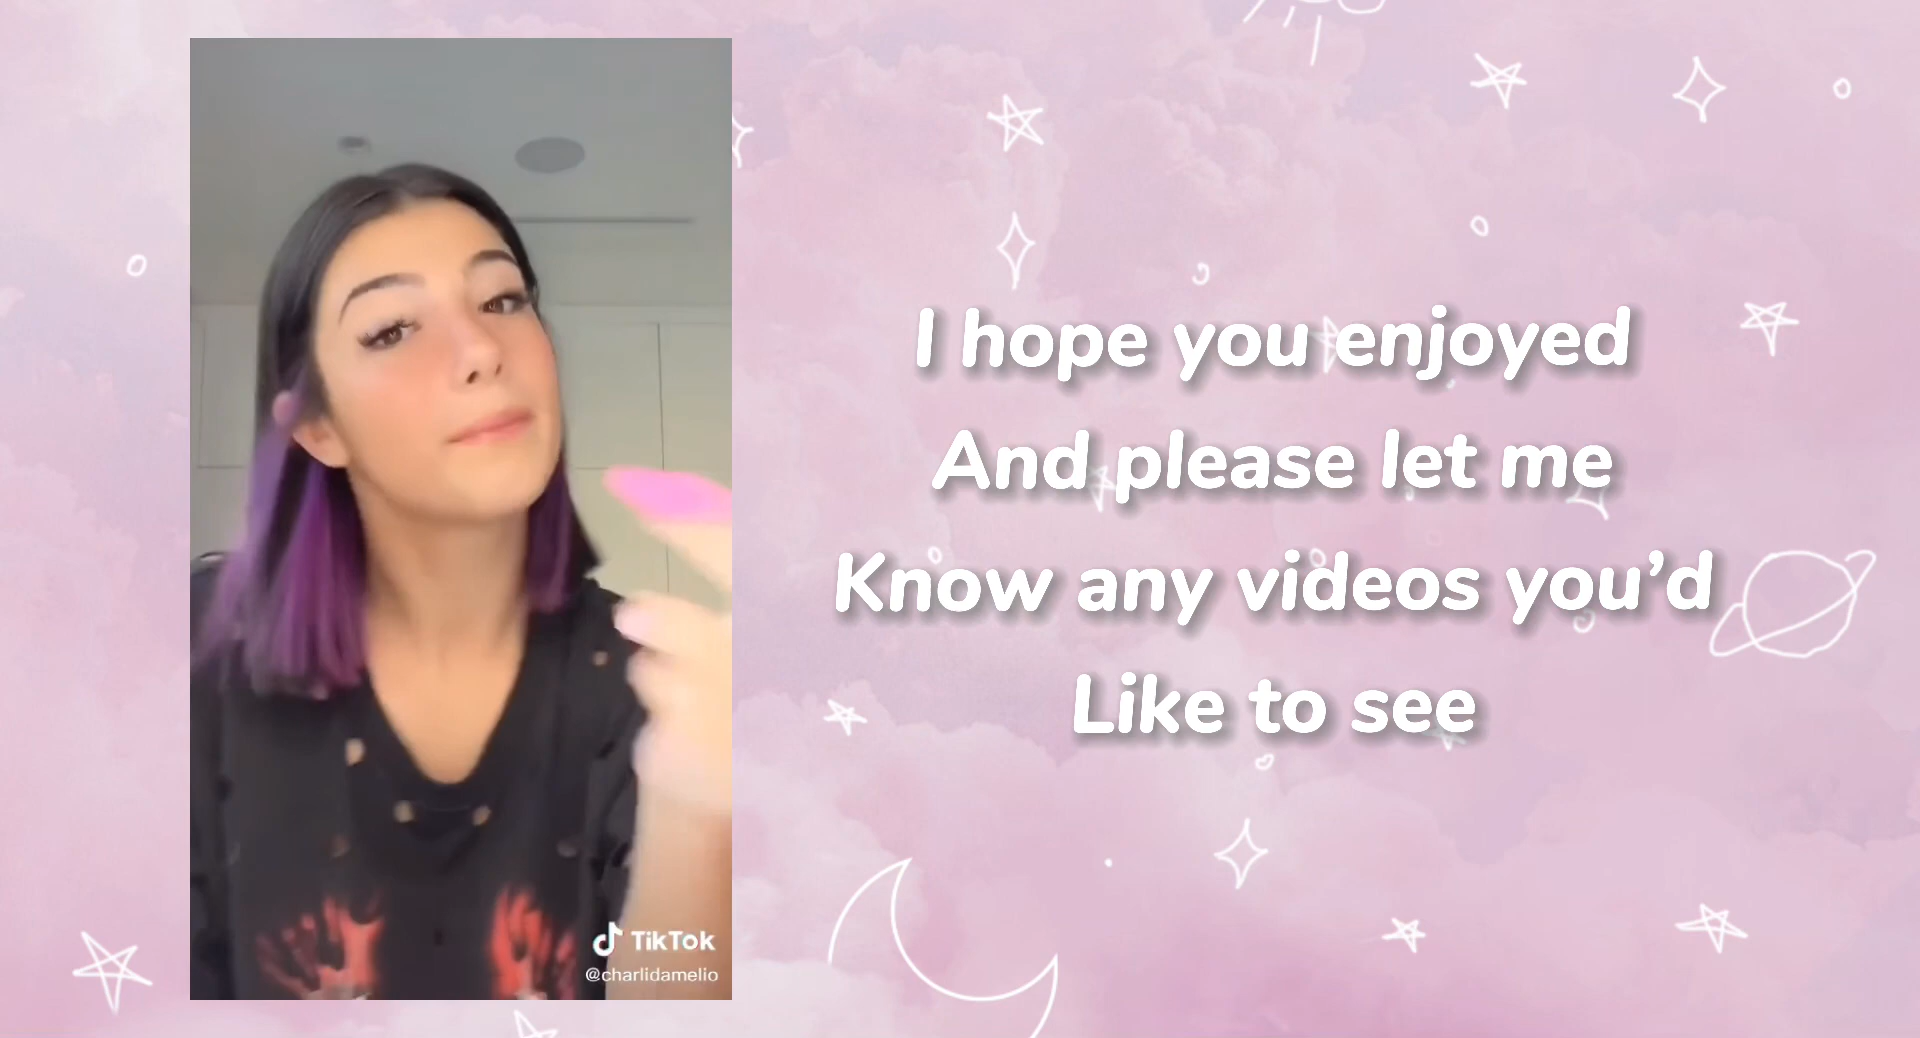 I hope you enjoyed
And please let me
Know any videos you’d
Like to see
TikTok
@charlidamelio